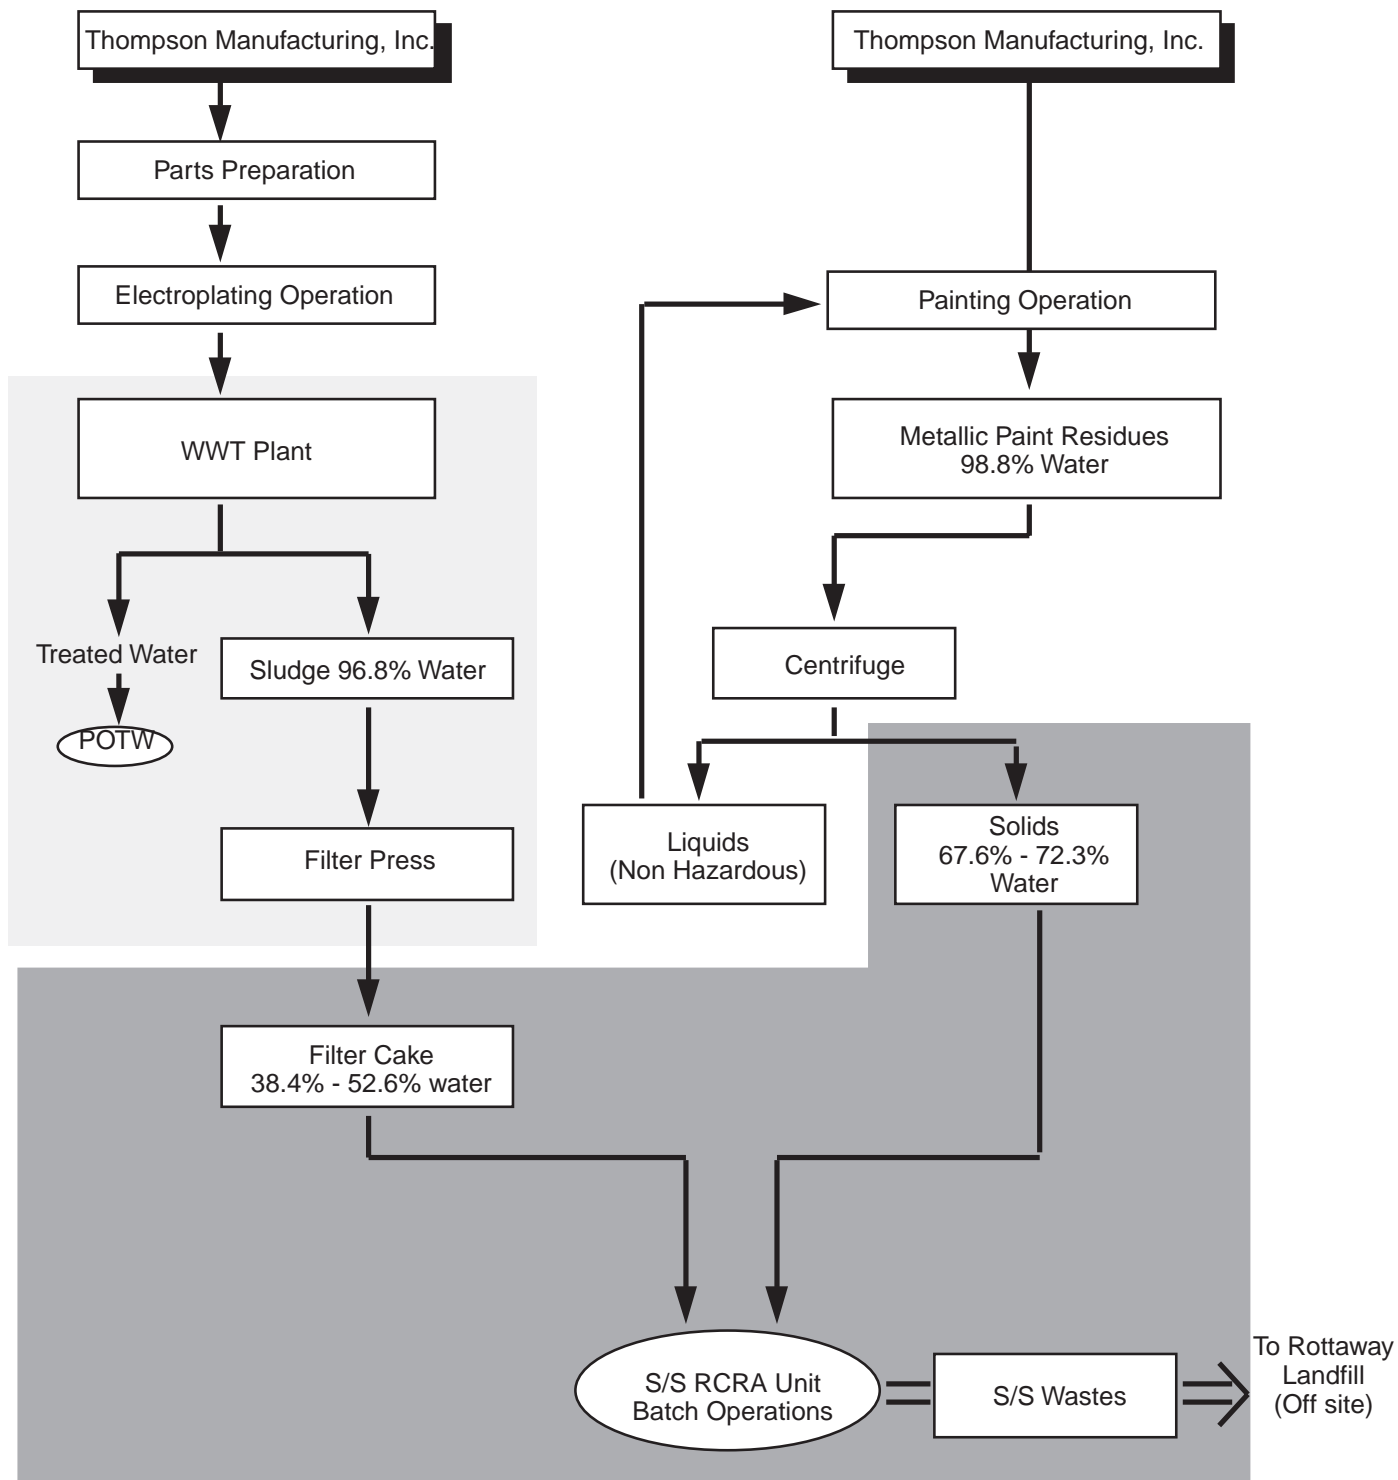 Thompson Manufacturing, Inc.
Thompson Manufacturing, Inc.
Parts Preparation
Electroplating Operation
Painting Operation
WWT Plant
Metallic Paint Residues
98.8% Water
Treated Water
POTW
Sludge 96.8% Water
Centrifuge
Filter Press
Liquids
(Non Hazardous)
Solids
67.6% - 72.3%
Water
Filter Cake
38.4% - 52.6% water
S/S RCRA Unit
Batch Operations
S/S Wastes
To Rottaway
Landfill
(Off site)